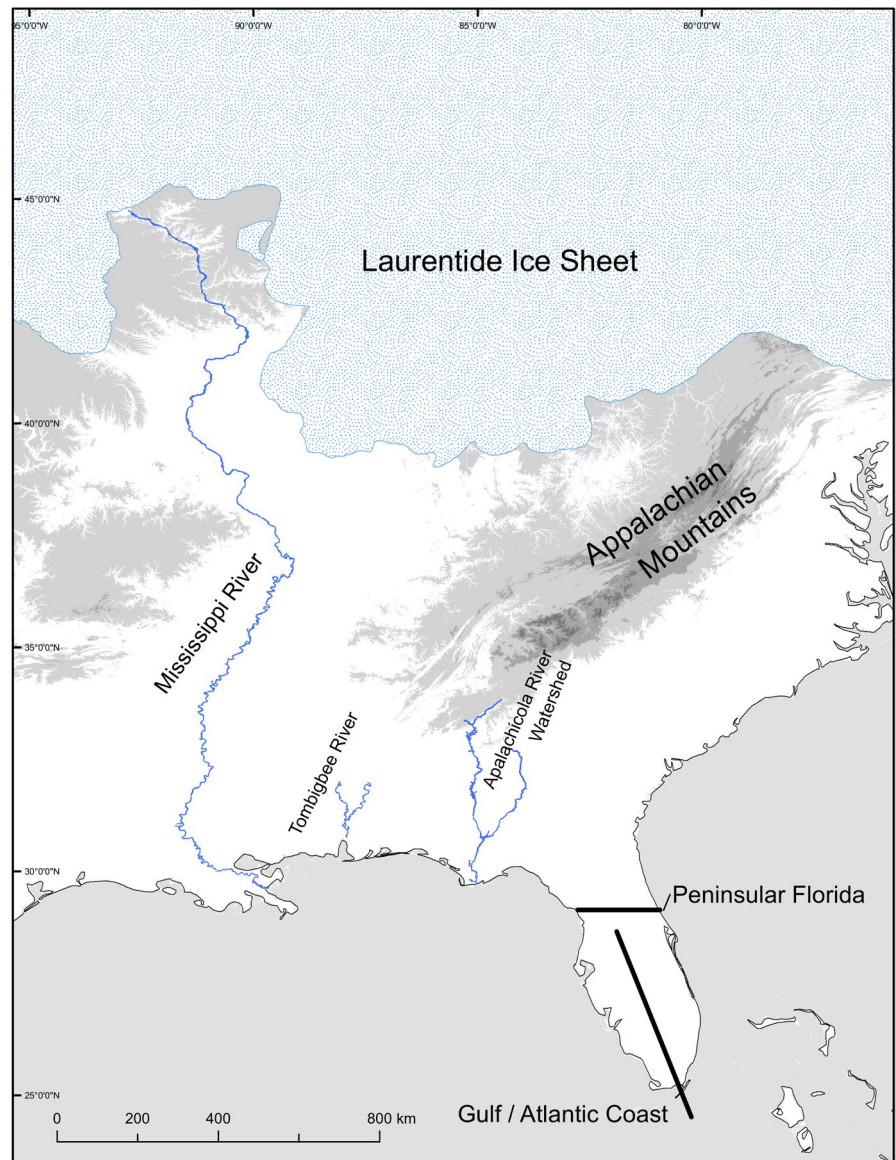 95°0'0"W
90°0'0"W
85°0'0"W
80°0'0"W
45°0'0"N
Laurentide Ice Sheet
40°0'0"N
Appalachian
Mountains
Mississippi River
35°0'0"N
Apalachicola River
Watershed
Tombigbee River
30°0'0"N
Peninsular Florida
25°0'0"N
0 200 400 800 km
Gulf / Atlantic Coast